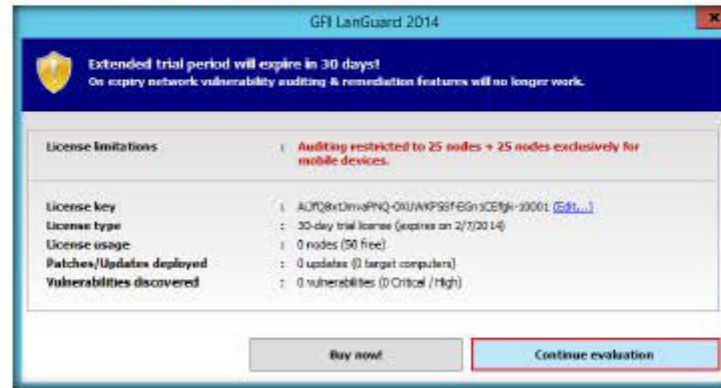 GFI LanGuard 2014
Extended trial period will expire in 30 days!
On expiry network vulnerability auditing & remediation features will no longer work.
License limitations : Auditing restricted to 25 nodes + 25 nodes exclusively for
mobile devices.
License key : (Edit...)
License type : 30-day trial license (expires on 2/7/2014)
License usage : 0 nodes (50 free)
Patches/Updates deployed : 0 updates (0 target computers)
Vulnerabilities discovered : 0 vulnerabilities (0 Critical / High)
Buy now! Continue evaluation